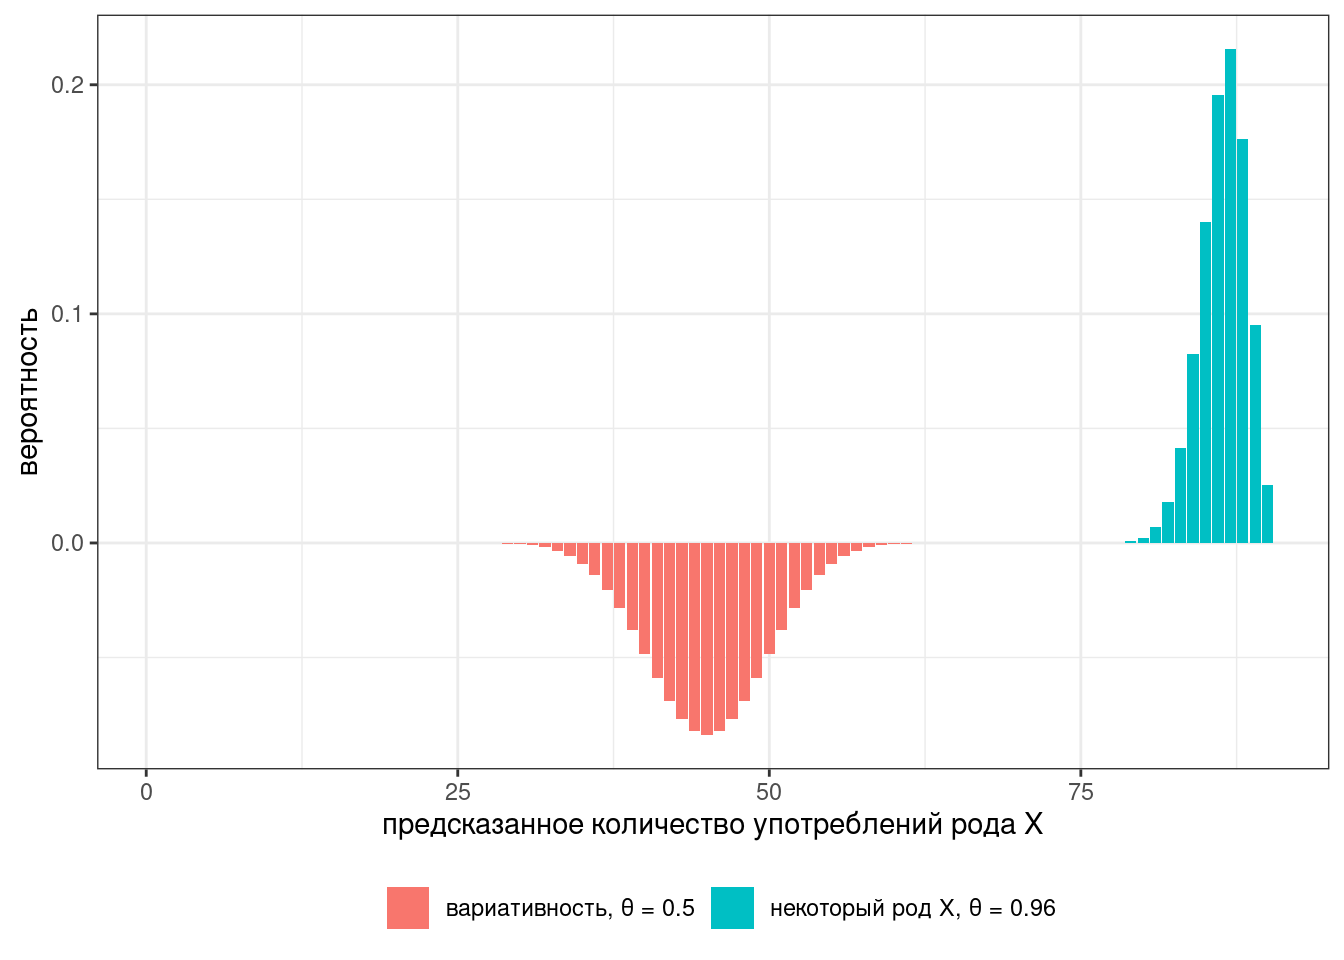 0.2
0.1
0.0
вероятность
0 25 50 75
предсказанное количество употреблений рода X
вариативность, θ = 0.5 некоторый род X, θ = 0.96